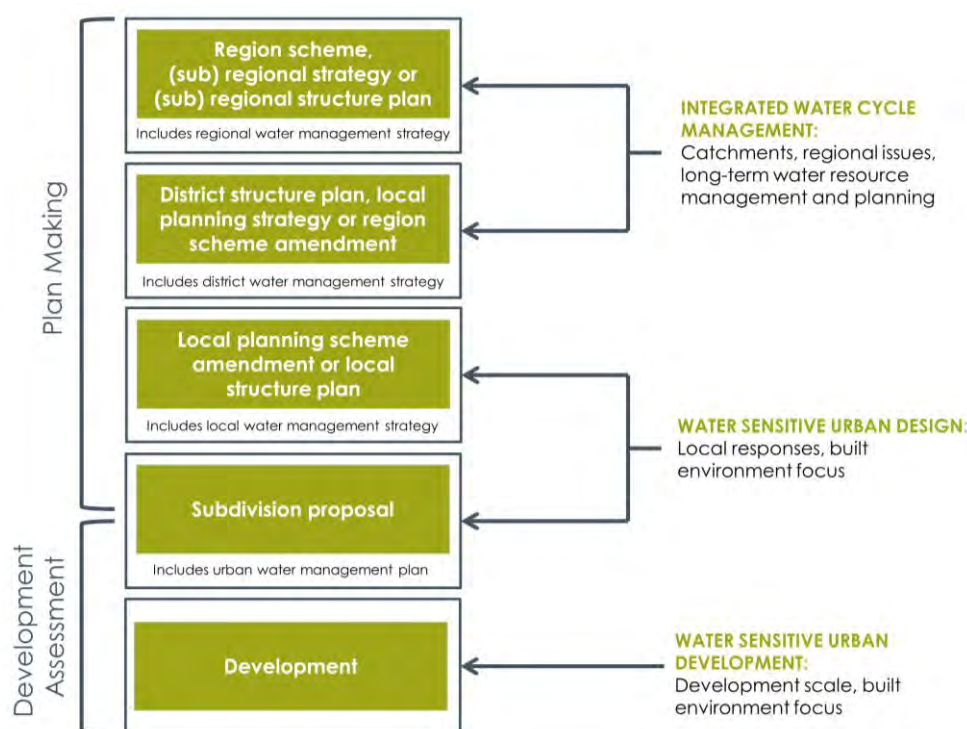 Plan Making
Region scheme,
(sub) regional strategy or
(sub) regional structure plan
Includes regional water management strategy
District structure plan, local
planning strategy or region
scheme amendment
Includes district water management strategy
INTEGRATED WATER CYCLE
MANAGEMENT:
Catchments, regional issues,
long-term water resource
management and planning
Local planning scheme
amendment or local
structure plan
Includes local water management strategy
Subdivision proposal
Includes urban water management plan
WATER SENSITIVE URBAN DESIGN:
Local responses, built
environment focus
Development
Assessment
Development
WATER SENSITIVE URBAN
DEVELOPMENT:
Development scale, built
environment focus